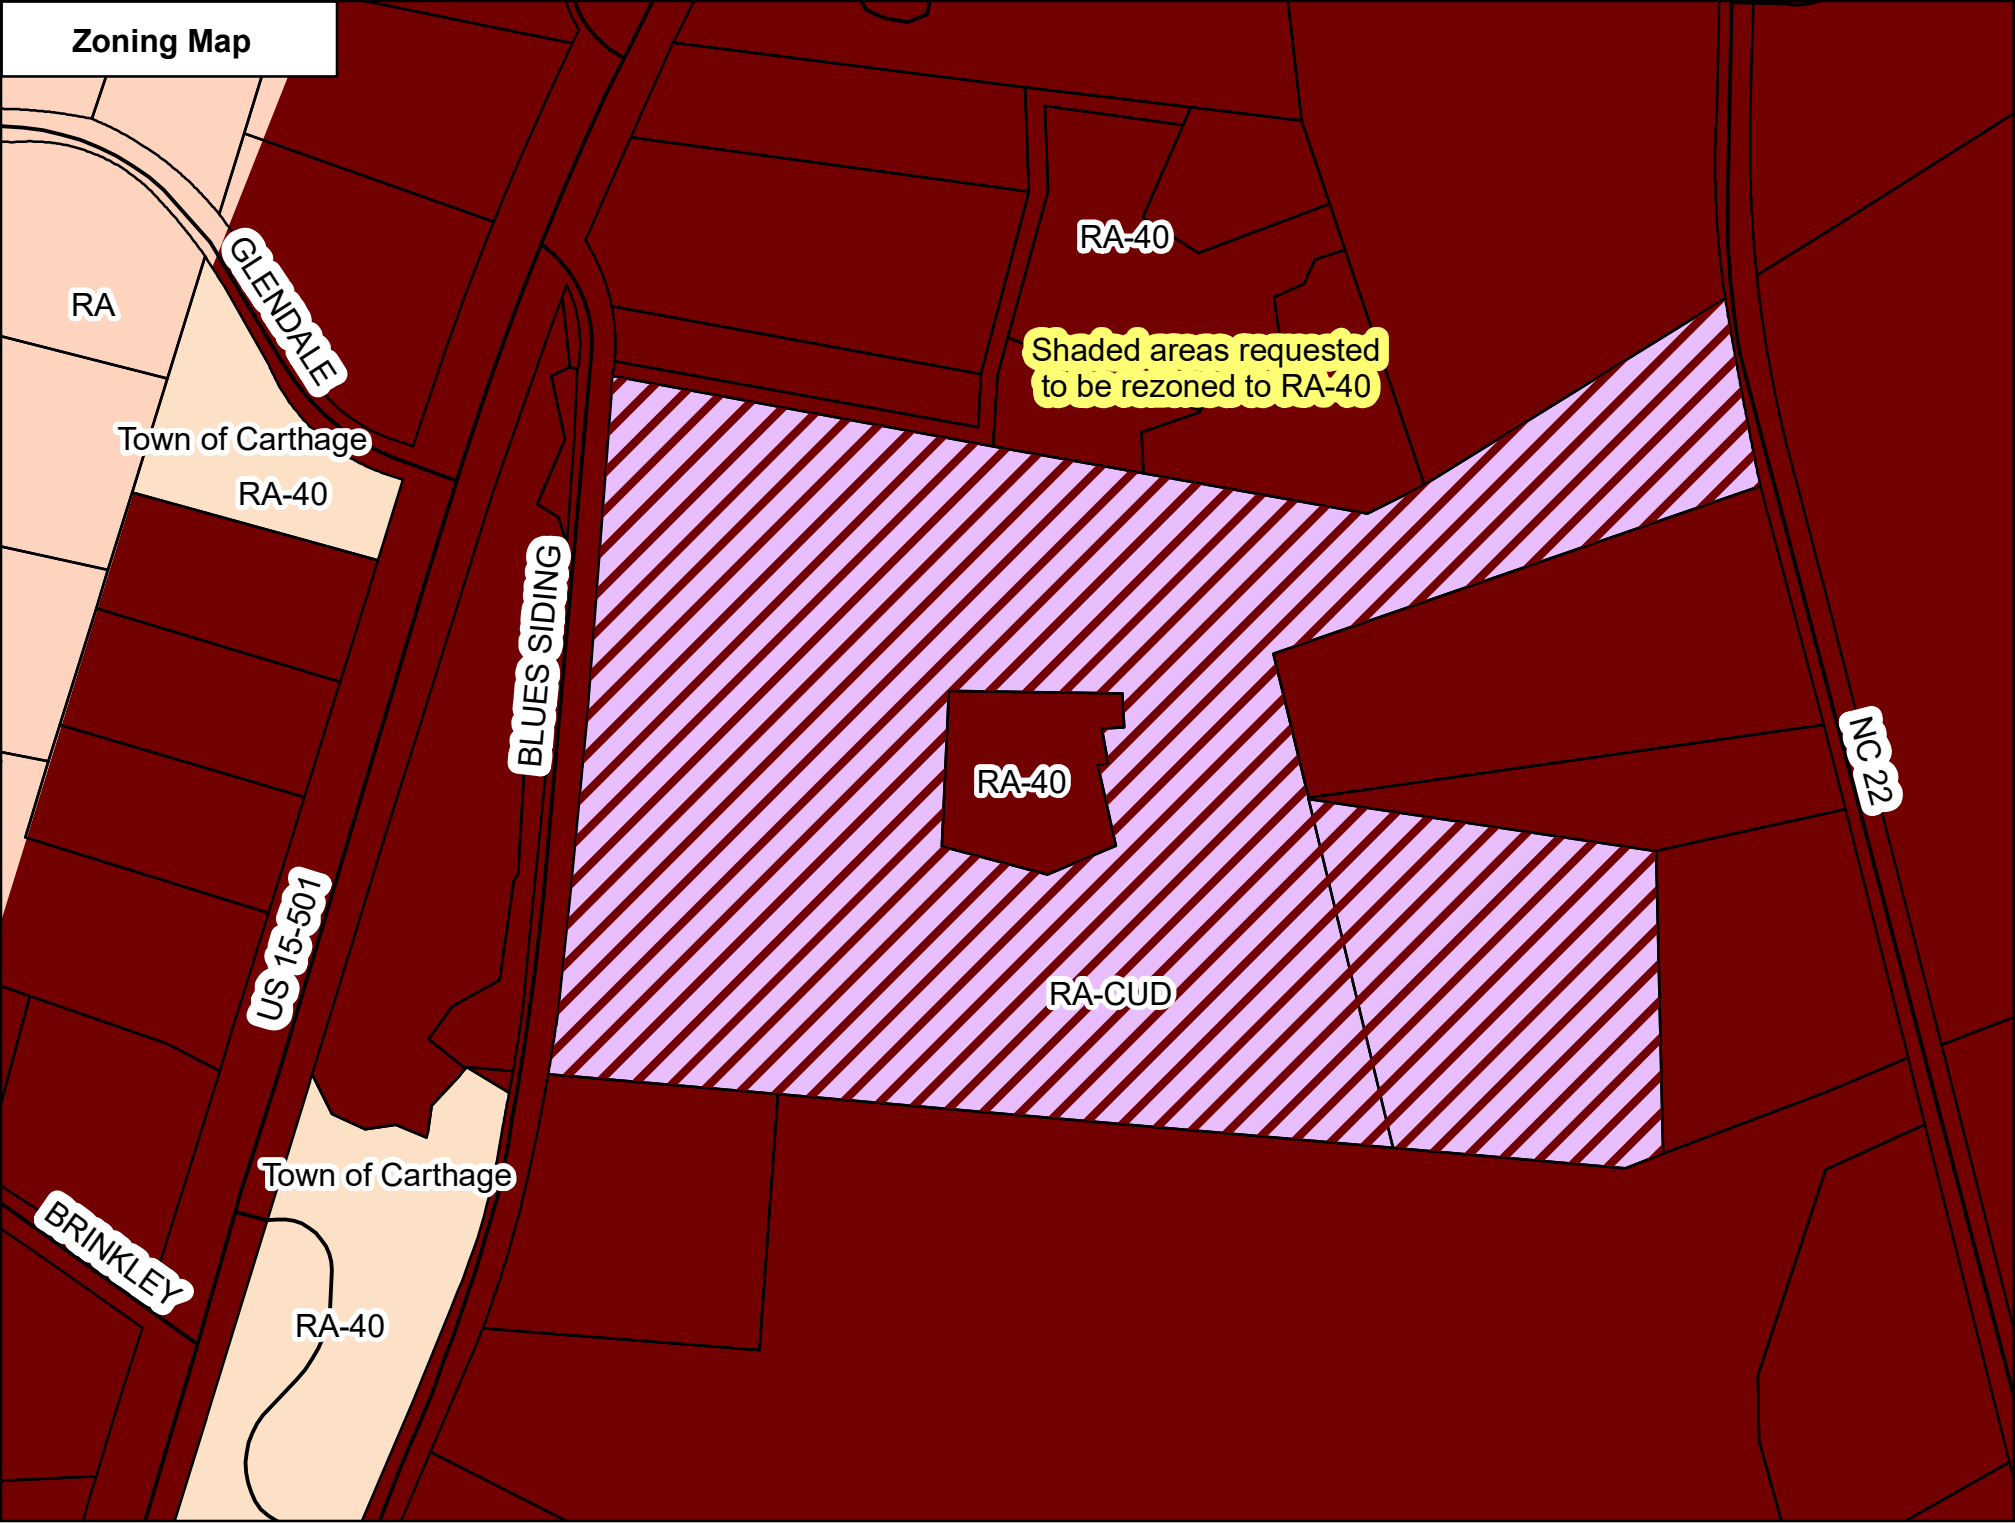 Zoning Map
RA-40
GLENDALE
RA
Shaded areas requested
to be rezoned to RA-40
Town of Carthage
RA-40
BLUES SIDING
NC 22
RA-40
US 15-501
RA-CUD
Town of Carthage
BRINKLEY
RA-40